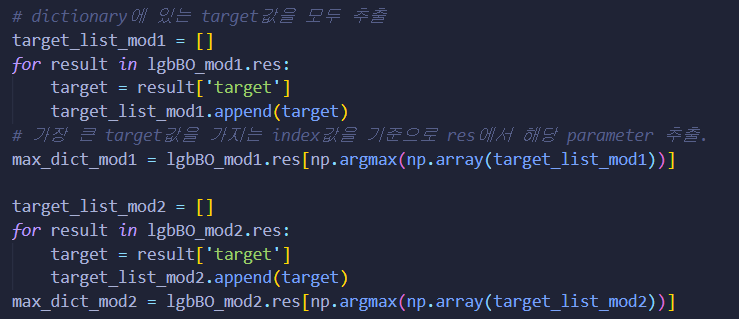 # dictionary에 있는 target값을 모두 추출
target_list_mod1 = []
for result in lgbBO_mod1.res:
    target = result['target']
    target_list_mod1.append(target)
# 가장 큰 target값을 가지는 index값을 기준으로 res에서 해당 parameter 추출.
max_dict_mod1 = lgbBO_mod1.res[np.argmax(np.array(target_list_mod1))]

target_list_mod2 = []
for result in lgbBO_mod2.res:
    target = result['target']
    target_list_mod2.append(target)
max_dict_mod2 = lgbBO_mod2.res[np.argmax(np.array(target_list_mod2))]